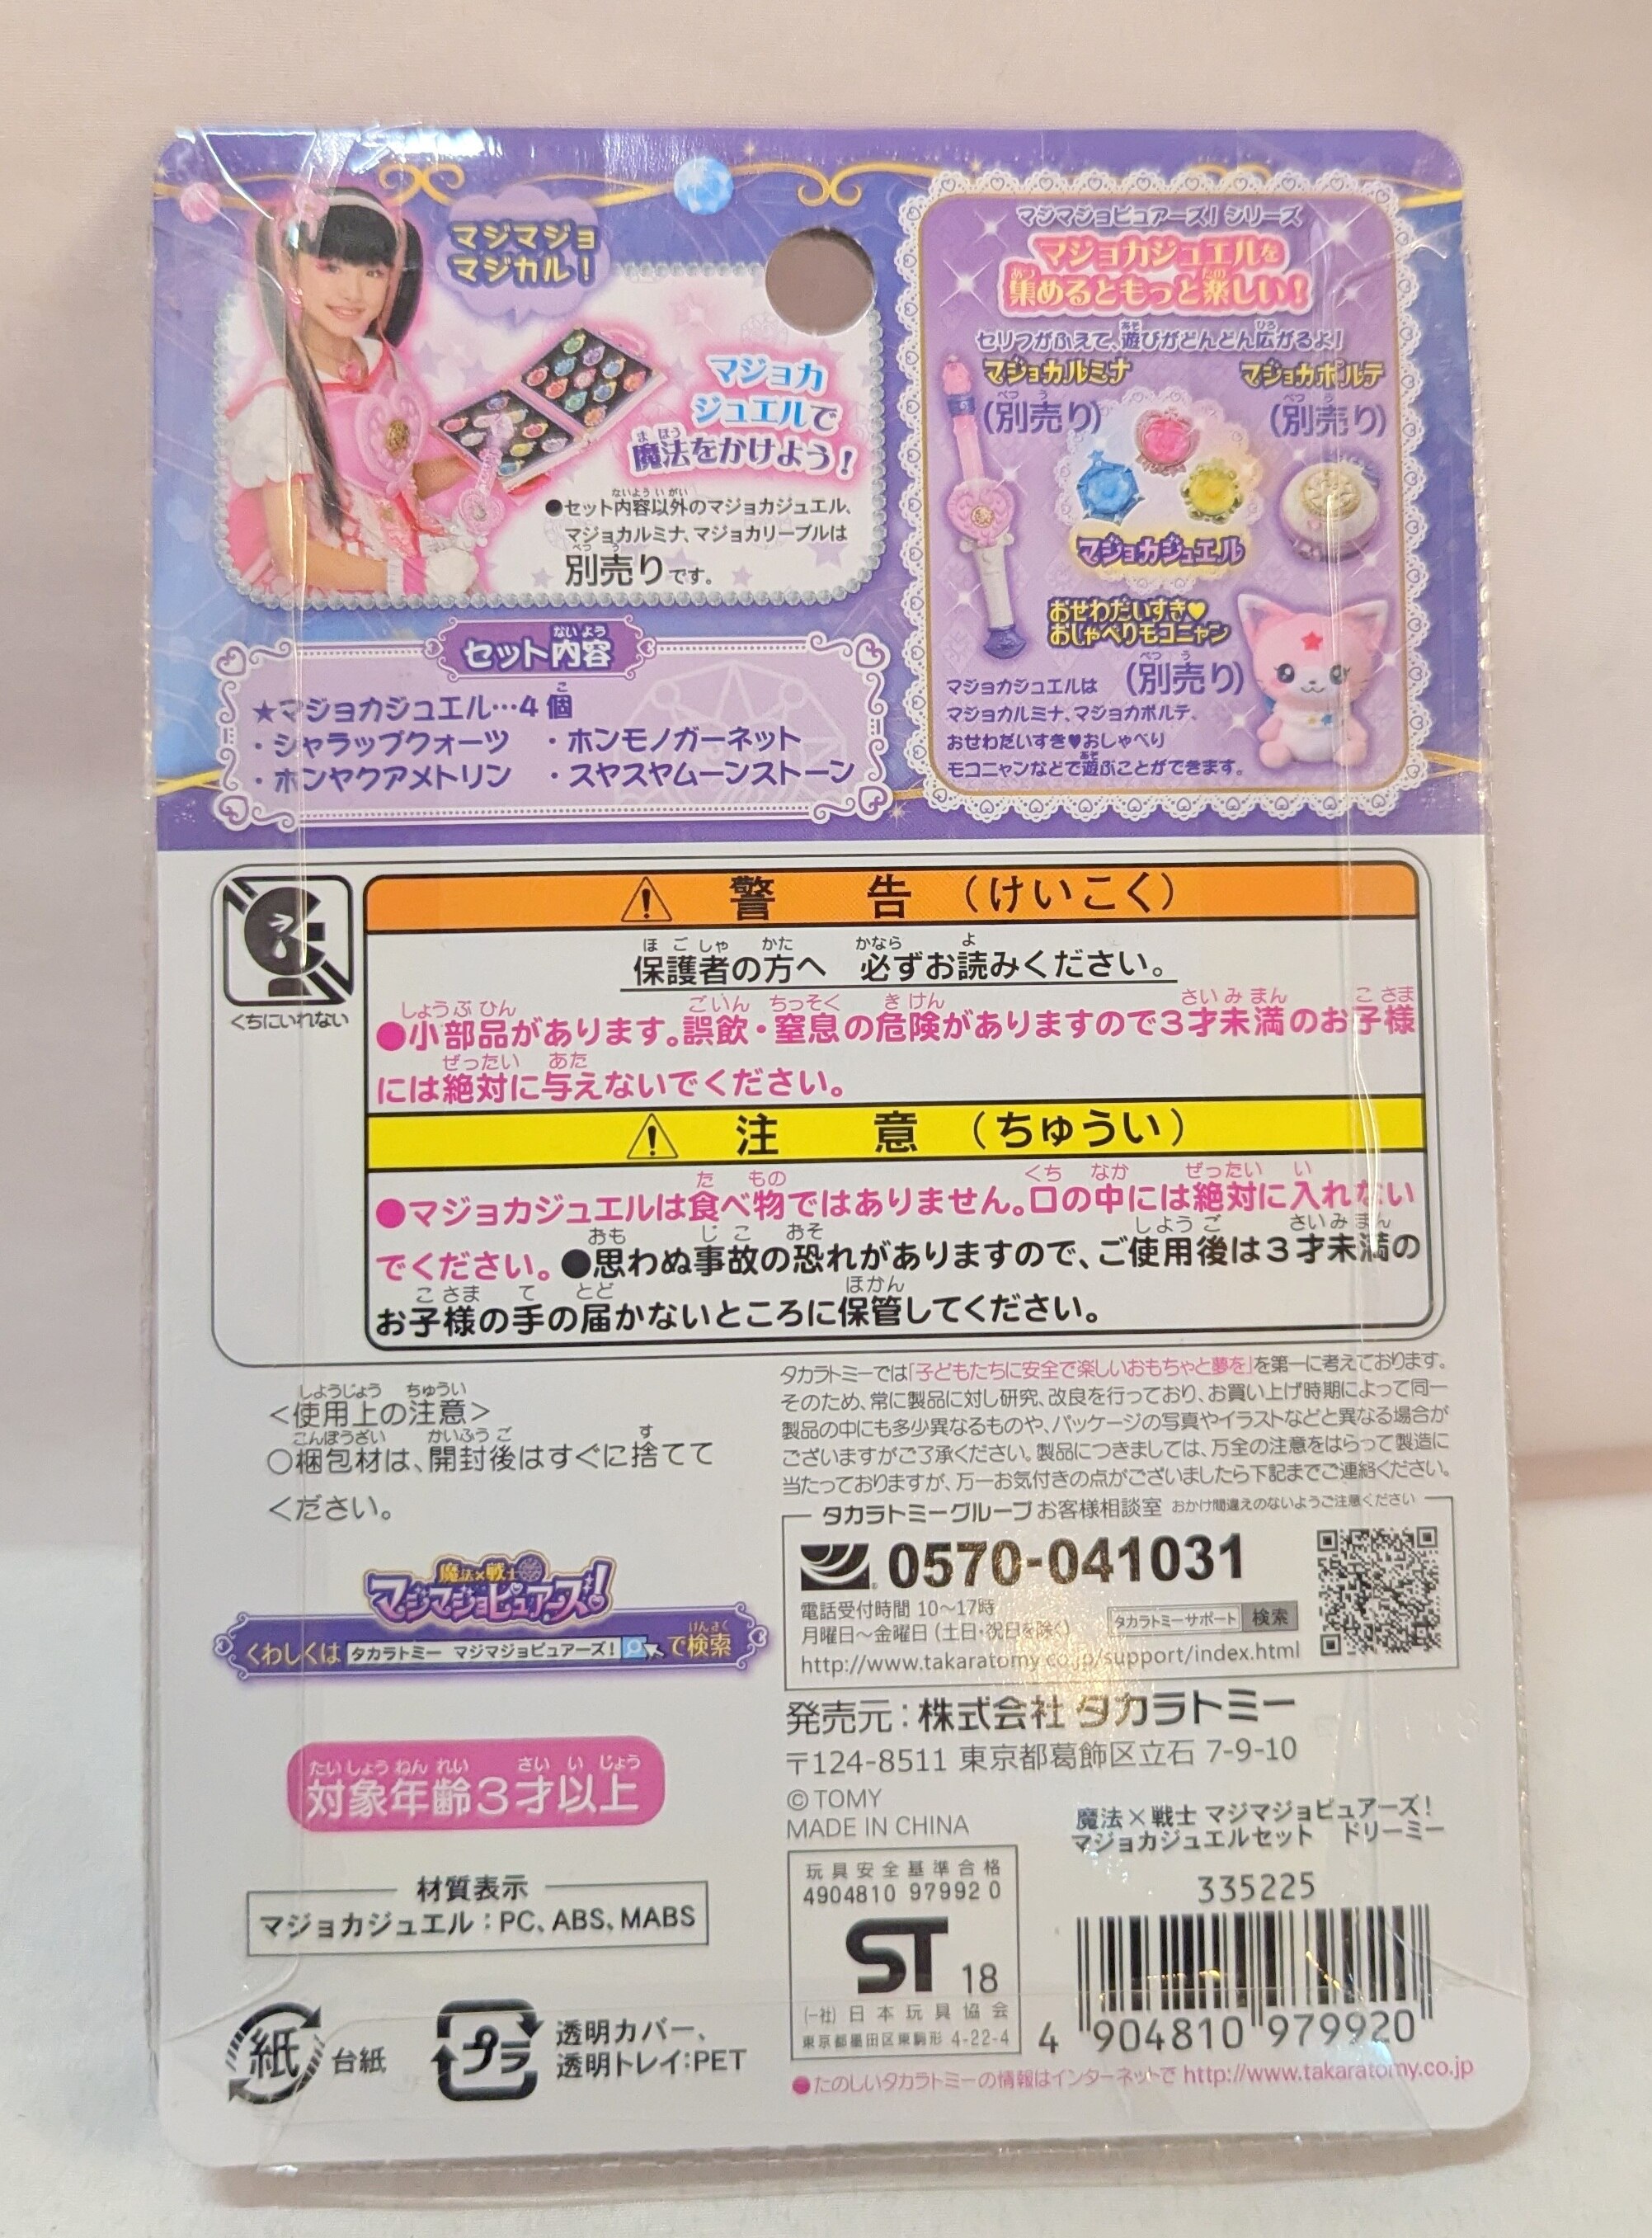 マジマジョ
マジカル！
マジョカ
ジュエルで
魔法をかけよう！
●セット内容以外のマジョカジュエル、
マジョカルミナ、マジョカリーブルは
別売りです。
セット内容
★マジョカジュエル…4個
・シャラップクォーツ ・ホンモノガーネット
・ホンヤクアメトリン ・スヤスヤムーンストーン
マジマジョピュアーズ！シリーズ
マジョカジュエルを
集めるともっと楽しい！
セリフがふえて、遊びがどんどん広がるよ！
マジョカルミナ
(別売り)
マジョカポルテ
(別売り)
マジョカジュエル
おせわだいすき♥
おしゃべりモコニャン
(別売り)
マジョカジュエルは
マジョカルミナ、マジョカポルテ、
おせわだいすき♥おしゃべり
モコニャンなどで遊ぶことができます。
くちにいれない
⚠ 警告（けいこく）
保護者の方へ 必ずお読みください。
●小部品があります。誤飲・窒息の危険がありますので3才未満のお子様
には絶対に与えないでください。
⚠ 注意（ちゅうい）
●マジョカジュエルは食べ物ではありません。口の中には絶対に入れない
でください。●思わぬ事故の恐れがありますので、ご使用後は3才未満の
お子様の手の届かないところに保管してください。
<使用上の注意>
○梱包材は、開封後はすぐに捨てて
ください。
魔法×戦士
マジマジョピュアーズ！
くわしくは タカラトミー マジマジョピュアーズ！ で検索
対象年齢3才以上
材質表示
マジョカジュエル：PC、ABS、MABS
紙 台紙
プラ 透明カバー、
透明トレイ：PET
タカラトミーでは「子どもたちに安全で楽しいおもちゃと夢を」を第一に考えております。
そのため、常に製品に対し研究、改良を行っており、お買い上げ時期によって同一
製品の中にも多少異なるものや、パッケージの写真やイラストなどと異なる場合が
ございますがご了承ください。製品につきましては、万全の注意をはらって製造に
当たっておりますが、万一お気付きの点がございましたら下記までご連絡ください。
タカラトミーグループお客様相談室 おかけ間違えのないようご注意ください
0570-041031
電話受付時間 10〜17時
月曜日〜金曜日（土日・祝日を除く）
タカラトミーサポート 検索
http://www.takaratomy.co.jp/support/index.html
発売元：株式会社 タカラトミー
〒124-8511 東京都葛飾区立石 7-9-10
© TOMY
MADE IN CHINA
魔法×戦士 マジマジョピュアーズ！
マジョカジュエルセット ドリーミー
335225
玩具安全基準合格
4904810 97992 0
ST 18
(一社) 日本玩具協会
東京都墨田区東駒形 4-22-4
4 904810 979920
●たのしいタカラトミーの情報はインターネットで http://www.takaratomy.co.jp